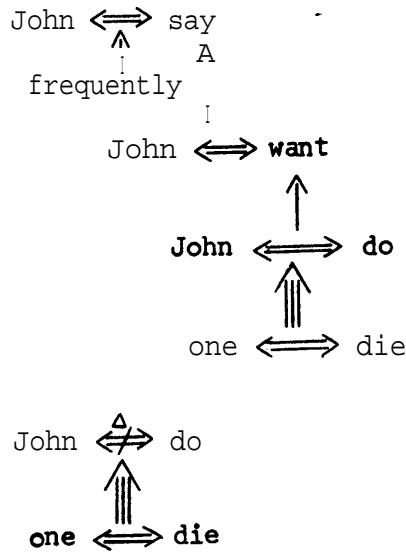 John ⟺ say
A
frequently
John ⟺ want
John ⟺ do
one ⟺ die
Δ
John ⟺ do
one ⟺ die